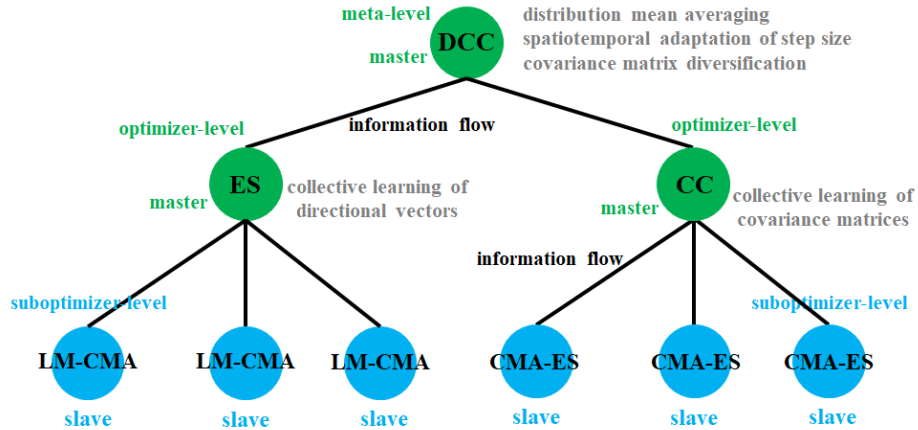 meta-level
DCC
master
distribution mean averaging
spatiotemporal adaptation of step size
covariance matrix diversification
optimizer-level
information flow
optimizer-level
ES
master
collective learning of
directional vectors
CC
master
collective learning of
covariance matrices
information flow
suboptimizer-level
suboptimizer-level
LM-CMA
LM-CMA
LM-CMA
CMA-ES
CMA-ES
CMA-ES
slave
slave
slave
slave
slave
slave